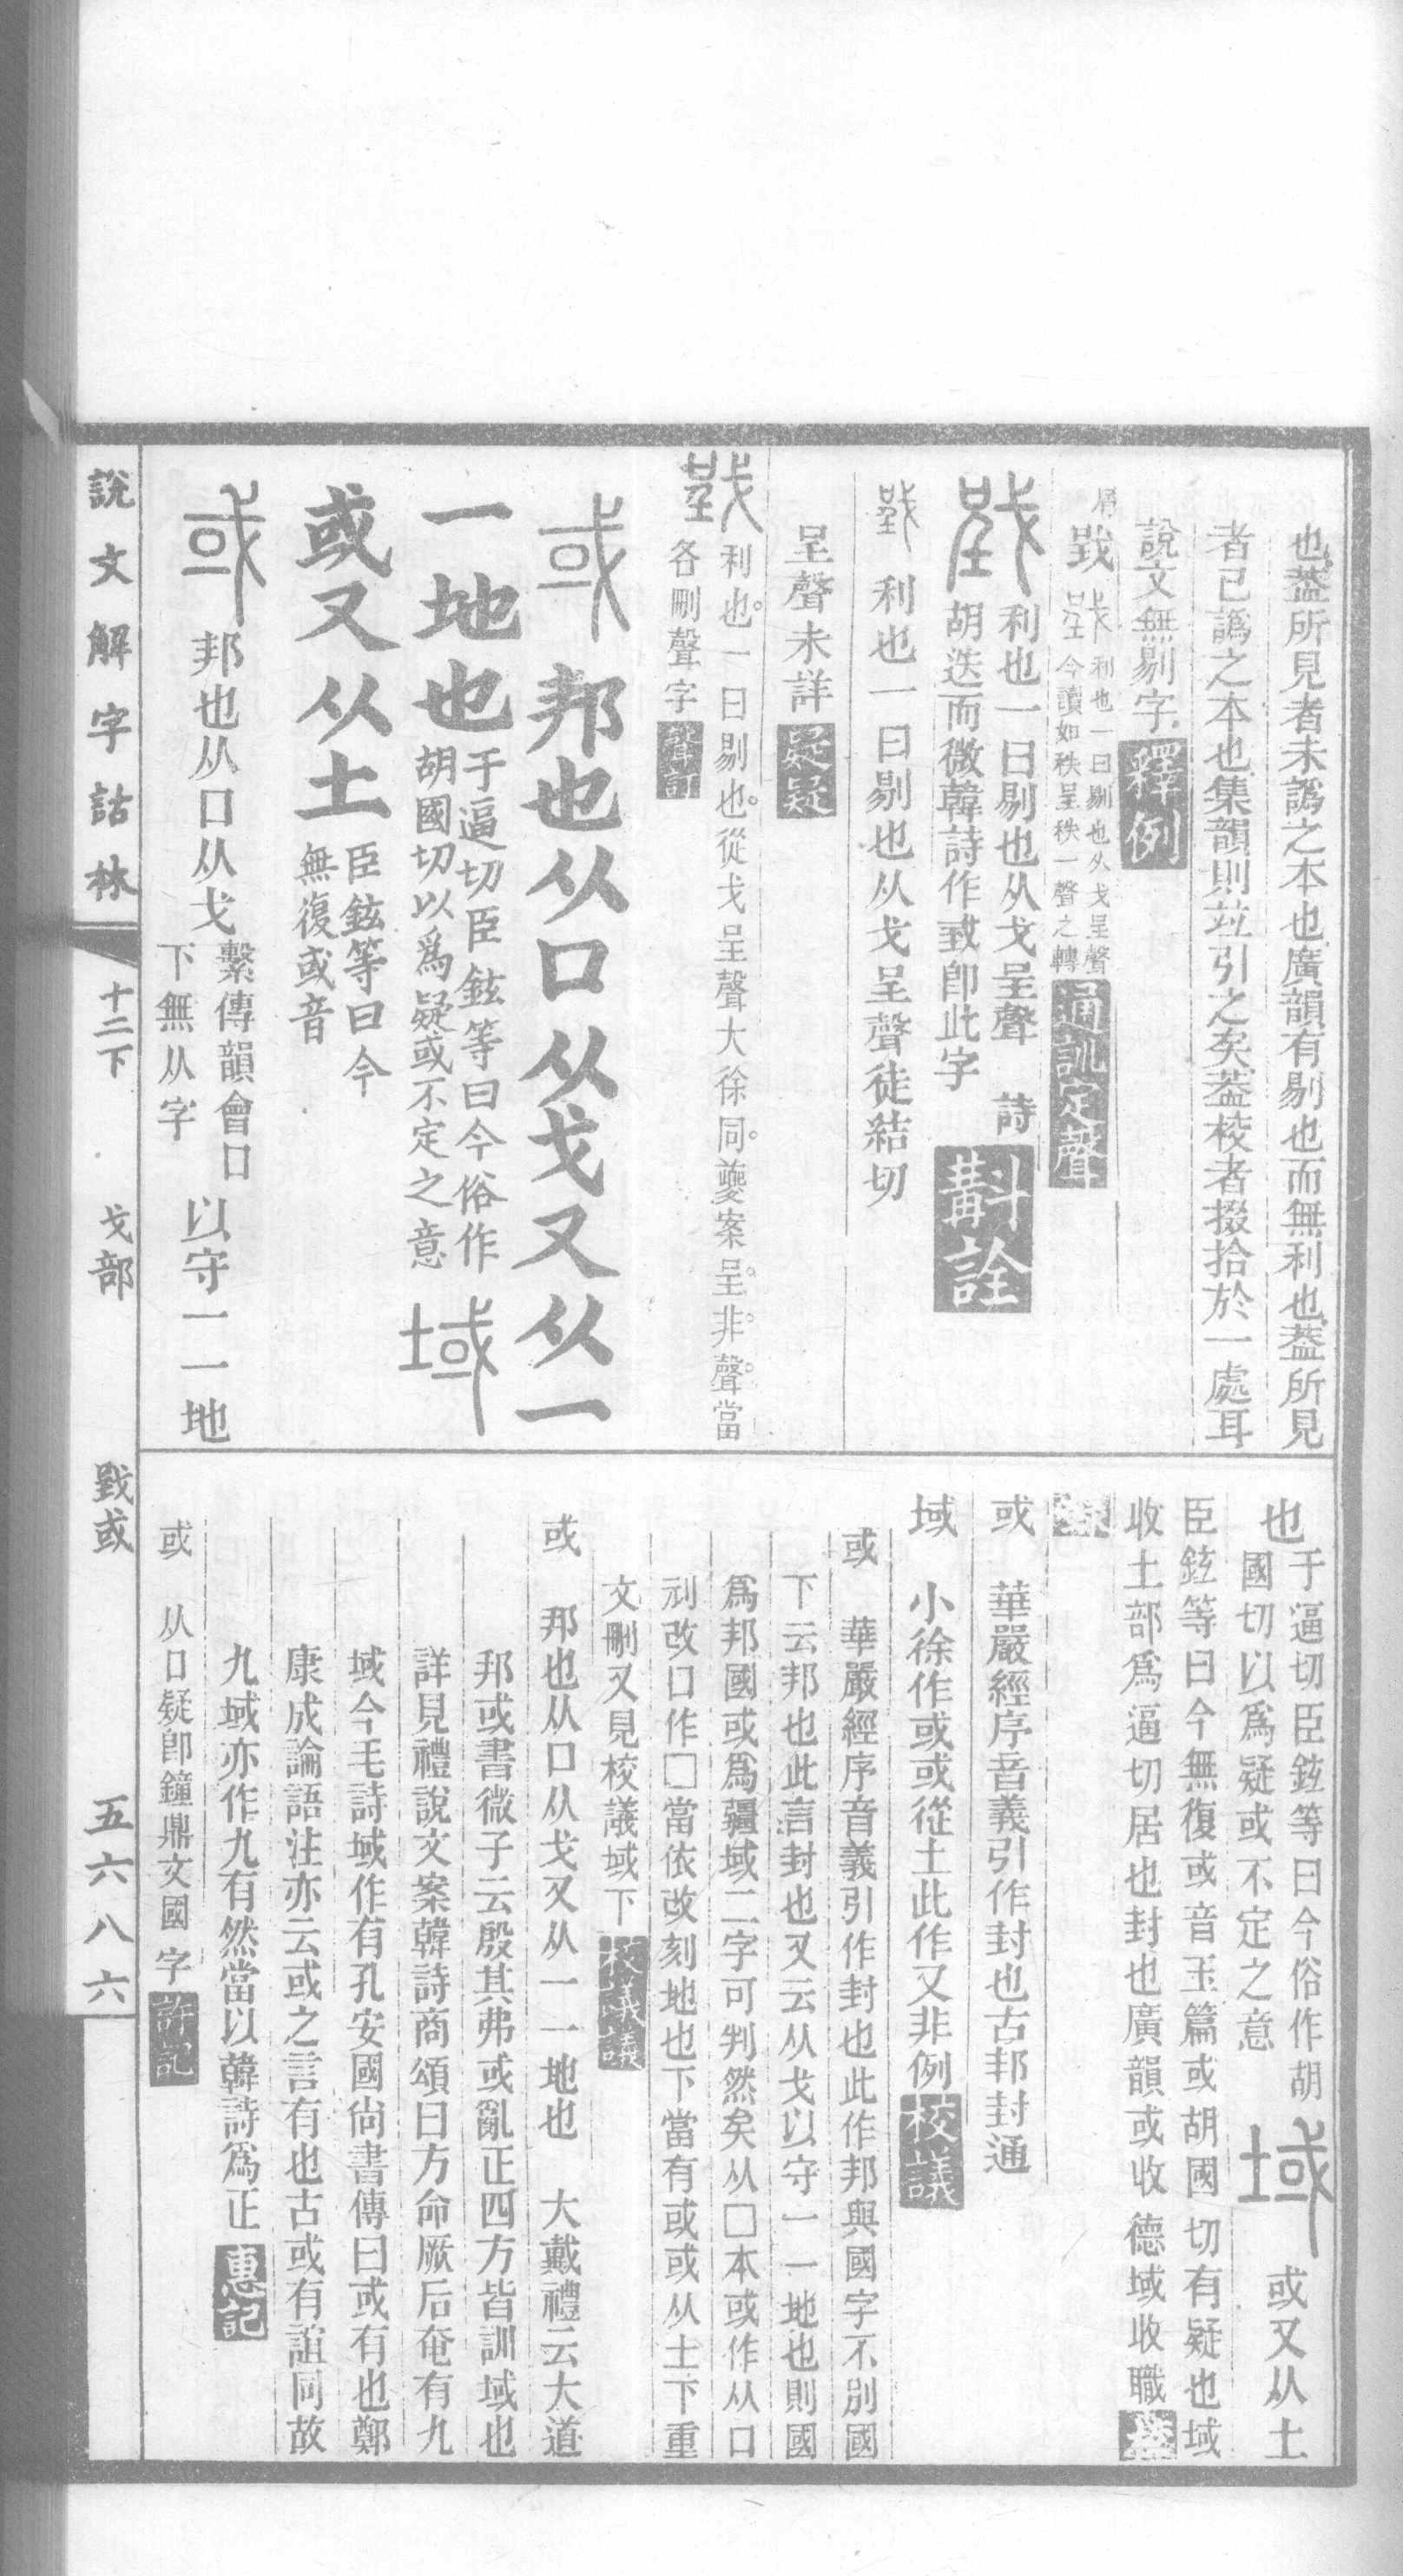 也葢所見者未譌之本也廣韻有剔也而無利也葢所見
者已譌之本也集韻則竝引之矣葢校者掇拾於一處耳
說文無剔字釋例
戥
利也一曰剔也从戈呈聲
今讀如秩呈秩一聲之轉通訓定聲
利也一曰剔也从戈呈聲 詩
胡迭而微韓詩作𢧤卽此字斠詮
利也一曰剔也从戈呈聲徒結切
呈聲未詳疑疑
利也一曰剔也從戈呈聲大徐同夔案呈非聲當
各刪聲字聲訂
或 邦也从口从戈又从一
一地也于逼切臣鉉等曰今俗作
胡國切以爲疑或不定之意 域
或又从土臣鉉等曰今
無復或音
或 邦也从口从戈繫傳韻會口
下無从字以守一一地
說文解字詁林 十二下 戈部 𢧜或 五六八六
也于逼切臣鉉等曰今俗作胡
國切以爲疑或不定之意 域 或又从土
臣鉉等曰今無復或音玉篇或胡國切有疑也域
收土部爲逼切居也封也廣韻或收德域收職
或 華嚴經序音義引作封也古邦封通
域 小徐作或或從土此作又非例校議
或 華嚴經序音義引作封也此作邦與國字不別國
下云邦也此言封也又云从戈以守一一地也則國
爲邦國或爲疆域二字可判然矣从囗本或作从口
刓改口作囗當依改刻地也下當有或或从土下重
文刪又見校議域下校議議
或 邦也从口从戈又从一一地也 大戴禮云大道
邦或書微子云殷其弗或亂正四方皆訓域也
詳見禮說文案韓詩商頌曰方命厥后奄有九
域今毛詩域作有孔安國尙書傳曰或有也鄭
康成論語注亦云或之言有也古或有誼同故
九域亦作九有然當以韓詩爲正惠記
或 从口疑卽鐘鼎文國字許記